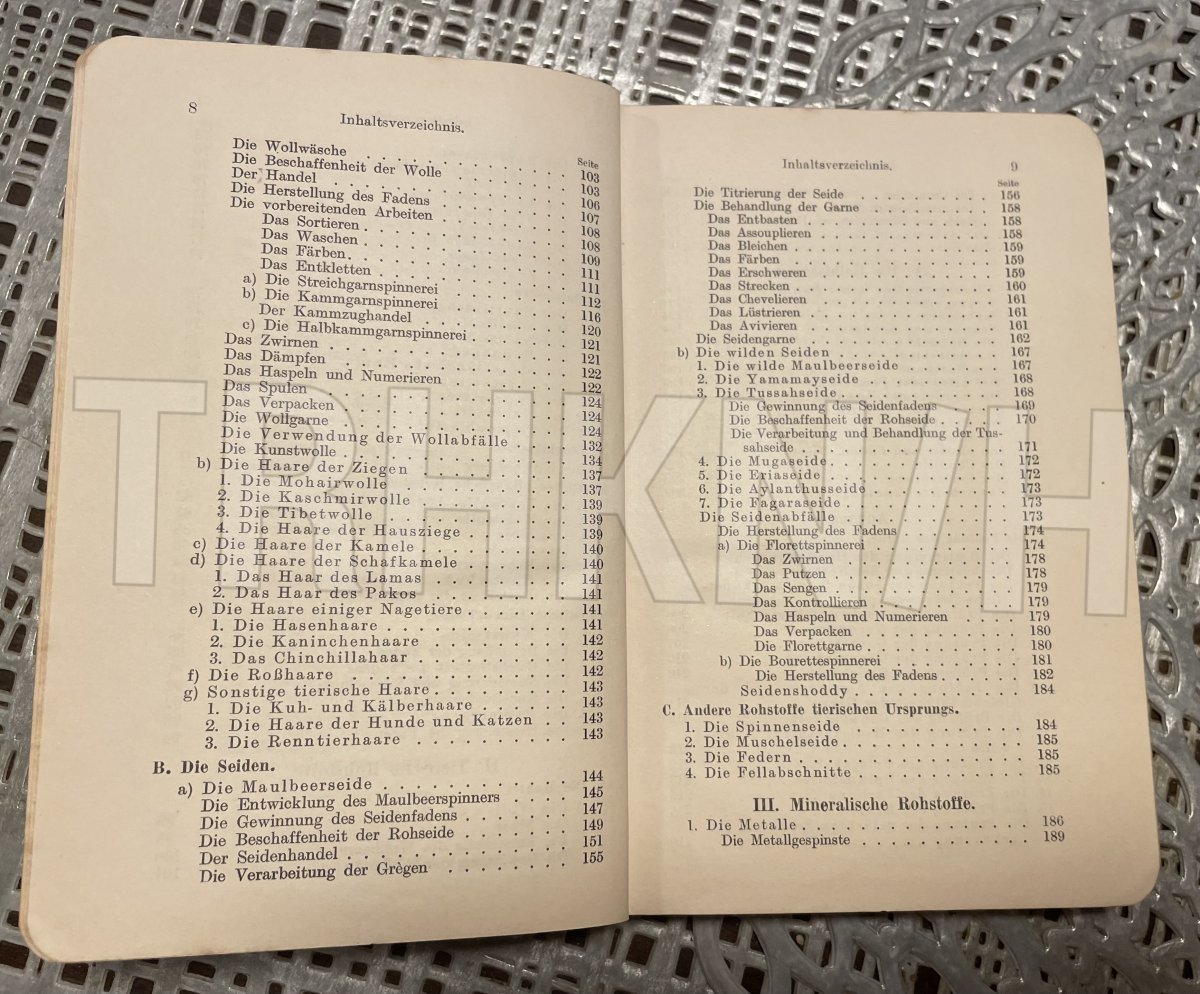 8
Inhaltsverzeichnis.
Seite
Die Wollwäsche . . . . . . . . . . . 103
Die Beschaffenheit der Wolle . . . . . . . 103
Der Handel . . . . . . . . . . . . . 106
Die Herstellung des Fadens . . . . . . . . 107
Die vorbereitenden Arbeiten . . . . . . . . 108
Das Sortieren . . . . . . . . . . . . 108
Das Waschen . . . . . . . . . . . . 109
Das Färben . . . . . . . . . . . . . 111
Das Entkletten . . . . . . . . . . . 111
a) Die Streichgarnspinnerei . . . . . . . 112
b) Die Kammgarnspinnerei . . . . . . . . 116
Der Kammzughandel . . . . . . . . . 120
c) Die Halbkammgarnspinnerei . . . . . . 121
Das Zwirnen . . . . . . . . . . . . . 121
Das Dämpfen . . . . . . . . . . . . 122
Das Haspeln und Numerieren . . . . . . . 122
Das Spulen . . . . . . . . . . . . . 124
Das Verpacken . . . . . . . . . . . . 124
Die Wollgarne . . . . . . . . . . . . 124
Die Verwendung der Wollabfälle . . . . 132
Die Kunstwolle . . . . . . . . . . . 134
b) Die Haare der Ziegen . . . . . . . . 137
1. Die Mohairwolle . . . . . . . . . 137
2. Die Kaschmirwolle . . . . . . . . 139
3. Die Tibetwolle . . . . . . . . . . 139
4. Die Haare der Hausziege . . . . . . 139
c) Die Haare der Kamele . . . . . . . . 140
d) Die Haare der Schafkamele . . . . . . 140
1. Das Haar des Lamas . . . . . . . . 141
2. Das Haar des Pakos . . . . . . . . 141
e) Die Haare einiger Nagetiere . . . . . . 141
1. Die Hasenhaare . . . . . . . . . . 141
2. Die Kaninchenhaare . . . . . . . . 142
3. Das Chinchillahaar . . . . . . . . 142
f) Die Roßhaare . . . . . . . . . . . . 142
g) Sonstige tierische Haare . . . . . . . . 143
1. Die Kuh- und Kälberhaare . . . . . . 143
2. Die Haare der Hunde und Katzen . . 143
3. Die Renntierhaare . . . . . . . . . 143
B. Die Seiden.
a) Die Maulbeerseide . . . . . . . . . . . 144
Die Entwicklung des Maulbeerspinners . . . . 145
Die Gewinnung des Seidenfadens . . . . . . 147
Die Beschaffenheit der Rohseide . . . . . . 149
Der Seidenhandel . . . . . . . . . . . . 151
Die Verarbeitung der Grègen . . . . . . . 155
Inhaltsverzeichnis. 9
Seite
Die Titrierung der Seide . . . . . . . . . 156
Die Behandlung der Garne . . . . . . . . 158
Das Entbasten . . . . . . . . . . . . 158
Das Assouplieren . . . . . . . . . . . 158
Das Bleichen . . . . . . . . . . . . 159
Das Färben . . . . . . . . . . . . . 159
Das Erschweren . . . . . . . . . . . 159
Das Strecken . . . . . . . . . . . . 160
Das Chevelieren . . . . . . . . . . . 161
Das Lüstrieren . . . . . . . . . . . . 161
Das Avivieren . . . . . . . . . . . . 161
Die Seidengarne . . . . . . . . . . . . 162
b) Die wilden Seiden . . . . . . . . . . . 167
1. Die wilde Maulbeerseide . . . . . . . 167
2. Die Yamamayseide . . . . . . . . . 168
3. Die Tussahseide . . . . . . . . . . . 168
Die Gewinnung des Seidenfadens . . . . 169
Die Beschaffenheit der Rohseide . . . . . 170
Die Verarbeitung und Behandlung der Tus-
sahseide . . . . . . . . . . . . . . 171
4. Die Mugaseide . . . . . . . . . . . . 172
5. Die Eriaseide . . . . . . . . . . . . 172
6. Die Aylanthusseide . . . . . . . . . 173
7. Die Fagaraseide . . . . . . . . . . . 173
Die Seidenabfälle . . . . . . . . . . . . 173
Die Herstellung des Fadens . . . . . . . 174
a) Die Florettspinnerei . . . . . . . . . 174
Das Zwirnen . . . . . . . . . . . . 178
Das Putzen . . . . . . . . . . . . 178
Das Sengen . . . . . . . . . . . . 179
Das Kontrollieren . . . . . . . . . . 179
Das Haspeln und Numerieren . . . . . 179
Das Verpacken . . . . . . . . . . . 180
Die Florettgarne . . . . . . . . . . 180
b) Die Bourettespinnerei . . . . . . . . 181
Die Herstellung des Fadens . . . . . . 182
Seidenshoddy . . . . . . . . . . . . 184
C. Andere Rohstoffe tierischen Ursprungs.
1. Die Spinnenseide . . . . . . . . . . . 184
2. Die Muschelseide . . . . . . . . . . . 185
3. Die Federn . . . . . . . . . . . . . . 185
4. Die Fellabschnitte . . . . . . . . . . 185
III. Mineralische Rohstoffe.
1. Die Metalle . . . . . . . . . . . . . . 186
Die Metallgespinste . . . . . . . . . . . 189
TRHKN7H